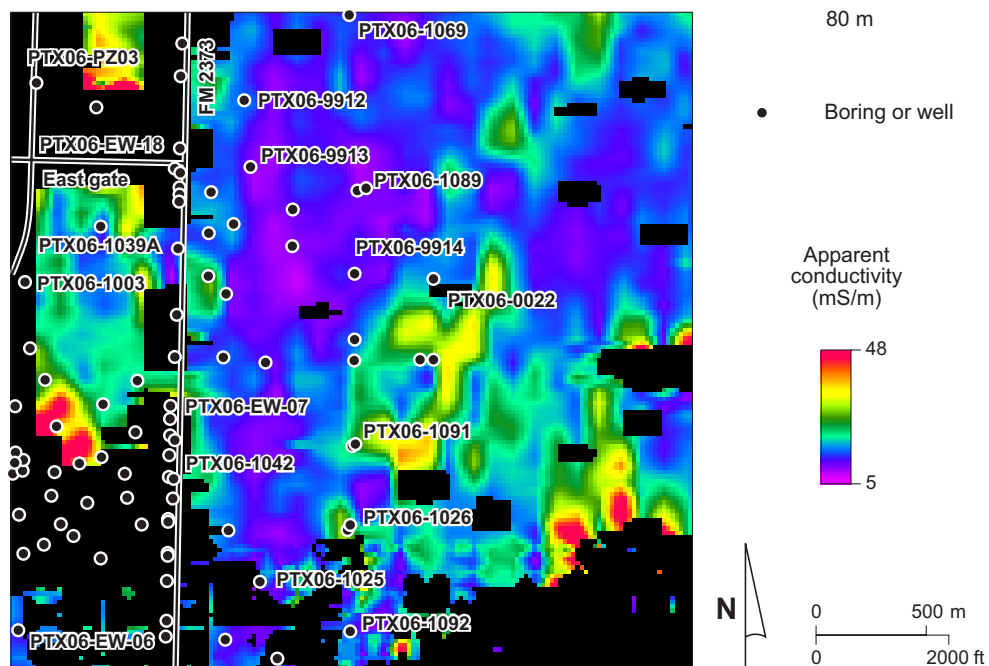 PTX06-1069
80 m
PTX06-PZ03
FM 2373
PTX06-9912
Boring or well
PTX06-EW-18
PTX06-9913
East gate
PTX06-1089
PTX06-1039A
PTX06-9914
PTX06-1003
PTX06-0022
Apparent
conductivity
(mS/m)
48
5
PTX06-EW-07
PTX06-1091
PTX06-1042
PTX06-1026
PTX06-1025
PTX06-1092
PTX06-EW-06
N
0 500 m
0 2000 ft